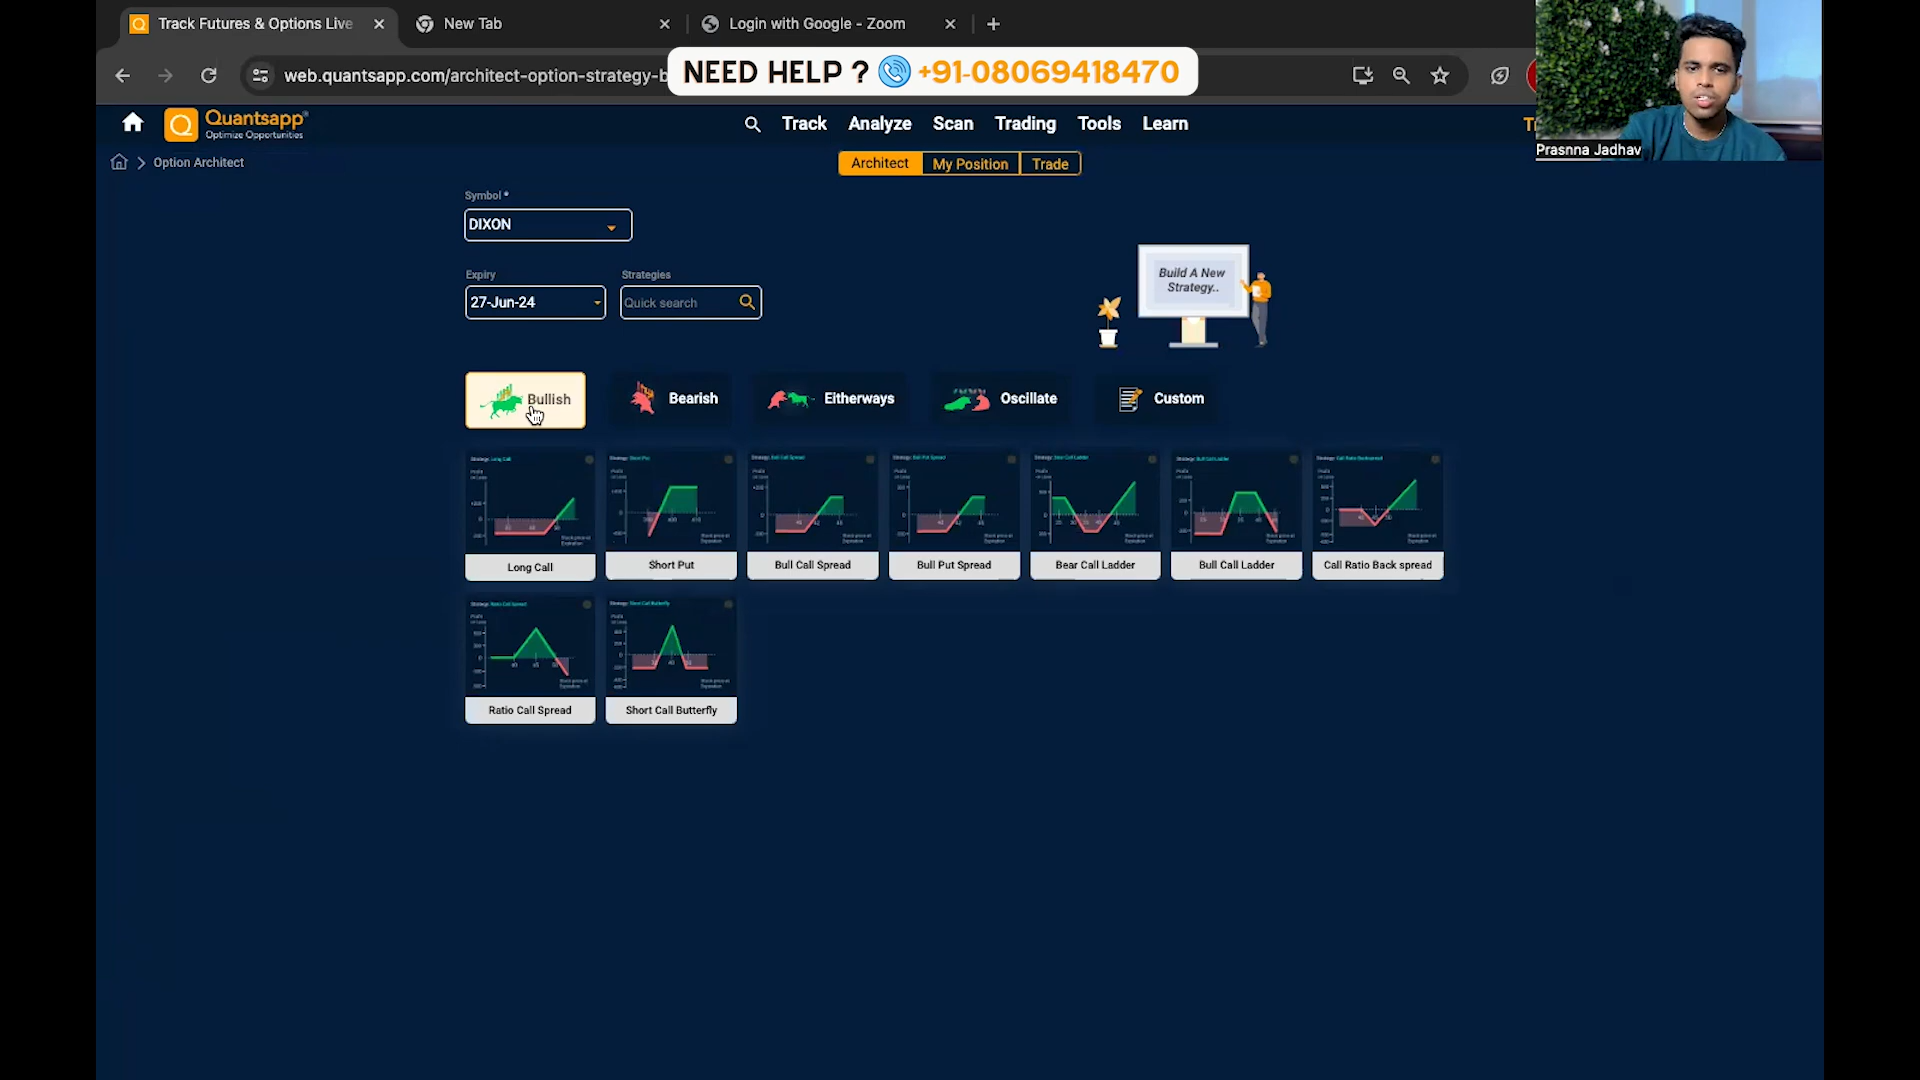 Track Futures & Options Live
New Tab
Login with Google - Zoom
web.quantsapp.com/architect-option-strategy-b
NEED HELP ? +91-08069418470
Quantsapp
Optimize Opportunities
Track
Analyze
Scan
Trading
Tools
Learn
Prasnna Jadhav
Option Architect
Architect
My Position
Trade
Symbol *
DIXON
Expiry
Strategies
27-Jun-24
Quick search
Build A New
Strategy..
Bullish
Bearish
Eitherways
Oscillate
Custom
Long Call
Short Put
Bull Call Spread
Bull Put Spread
Bear Call Ladder
Bull Call Ladder
Call Ratio Back spread
Ratio Call Spread
Short Call Butterfly